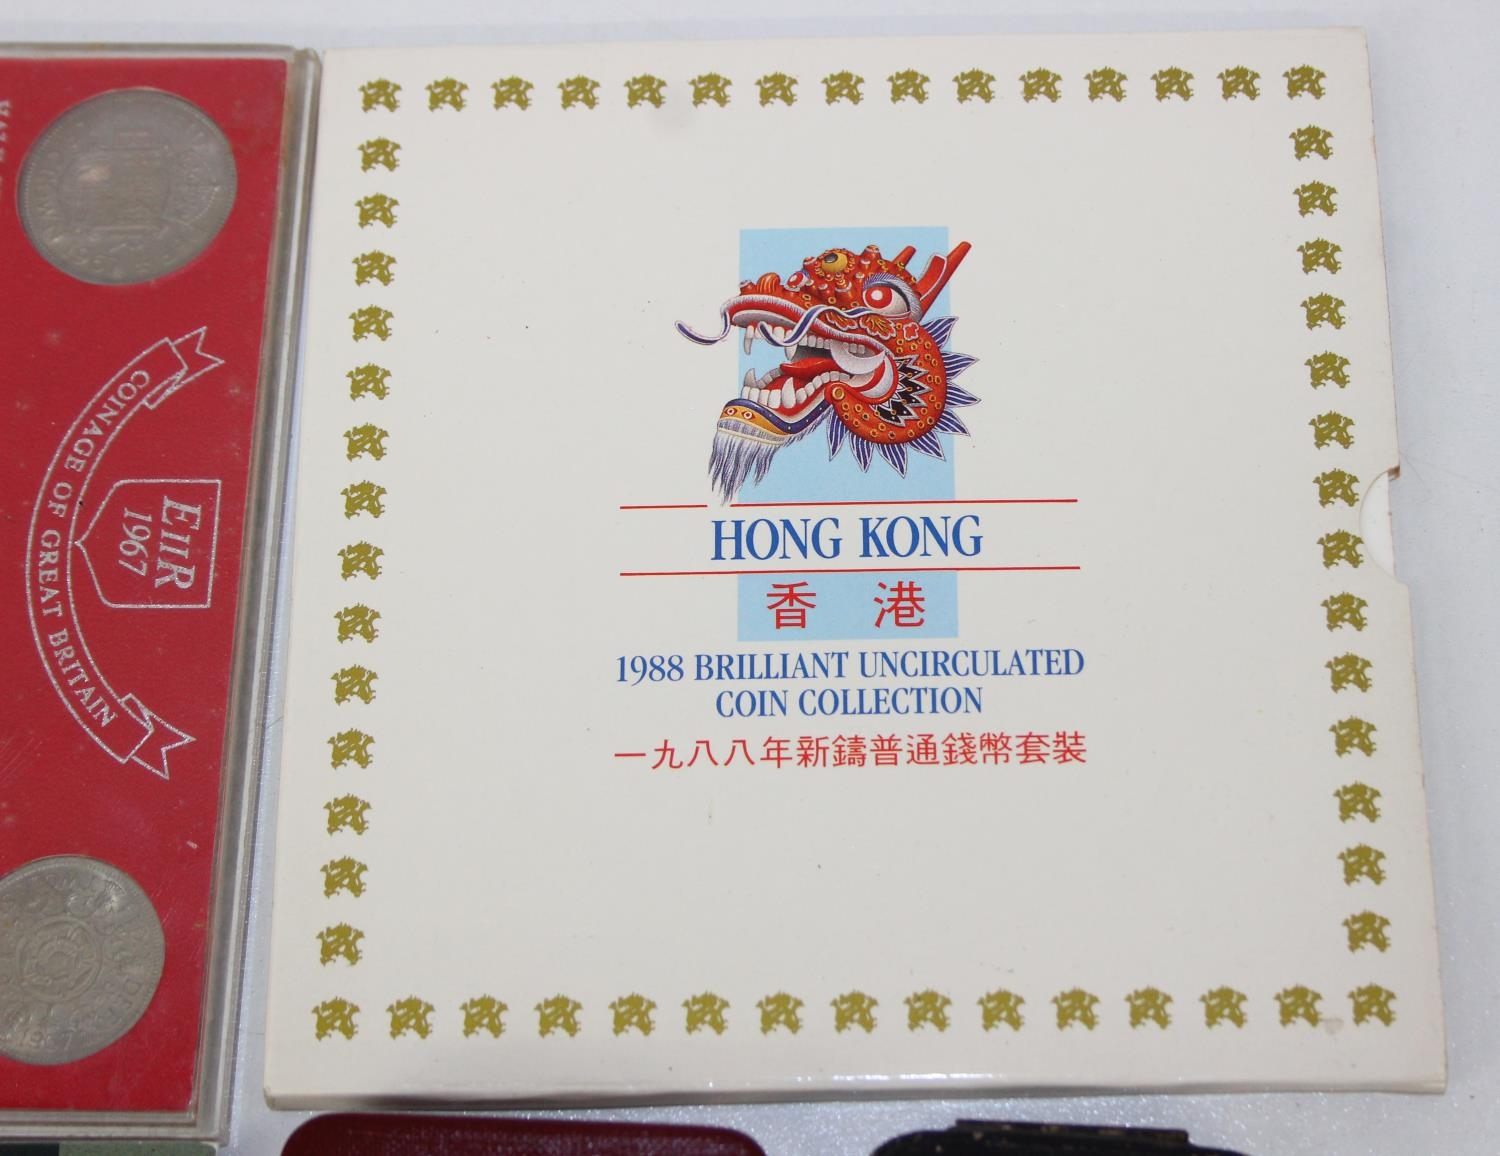 COINAGE OF GREAT BRITAIN
EIIR
1967
HONG KONG
香 港
1988 BRILLIANT UNCIRCULATED
COIN COLLECTION
一九八八年新鑄普通錢幣套裝